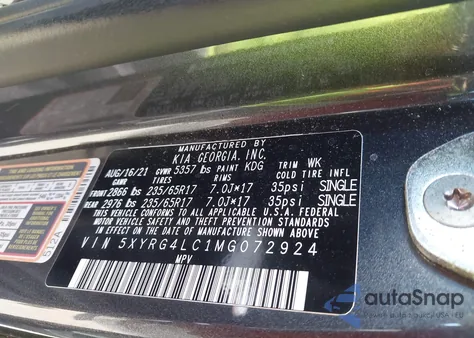 MANUFACTURED BY
KIA GEORGIA, INC.
AUG/16/21 GVWR 5357 lbs PAINT KDG TRIM WK
GAWR TIRES RIMS COLD TIRE INFL
FRONT 2866 lbs 235/65R17 7.0J×17 35psi SINGLE
REAR 2976 lbs 235/65R17 7.0J×17 35psi SINGLE
THIS VEHICLE CONFORMS TO ALL APPLICABLE U.S. FEDERAL
MOTOR VEHICLE SAFETY AND THEFT PREVENTION STANDARDS
IN EFFECT ON THE DATE OF MANUFACTURE SHOWN ABOVE
VIN 5XYRG4LC1MG072924
MPV
512A
autoSnap